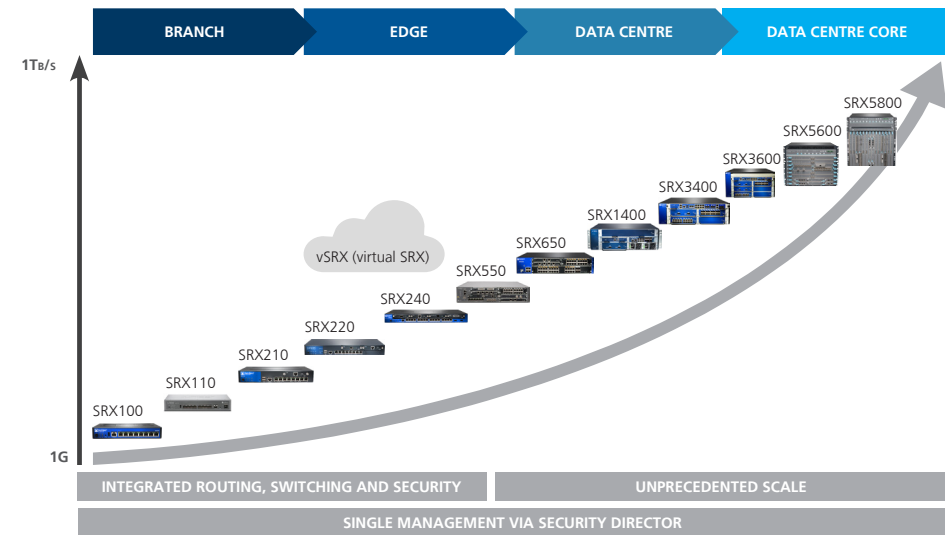 BRANCH
EDGE
DATA CENTRE
DATA CENTRE CORE
1TB/S
SRX5800
SRX5600
SRX3600
SRX3400
SRX1400
SRX650
vSRX (virtual SRX)
SRX550
SRX240
SRX220
SRX210
SRX110
SRX100
1G
INTEGRATED ROUTING, SWITCHING AND SECURITY
UNPRECEDENTED SCALE
SINGLE MANAGEMENT VIA SECURITY DIRECTOR